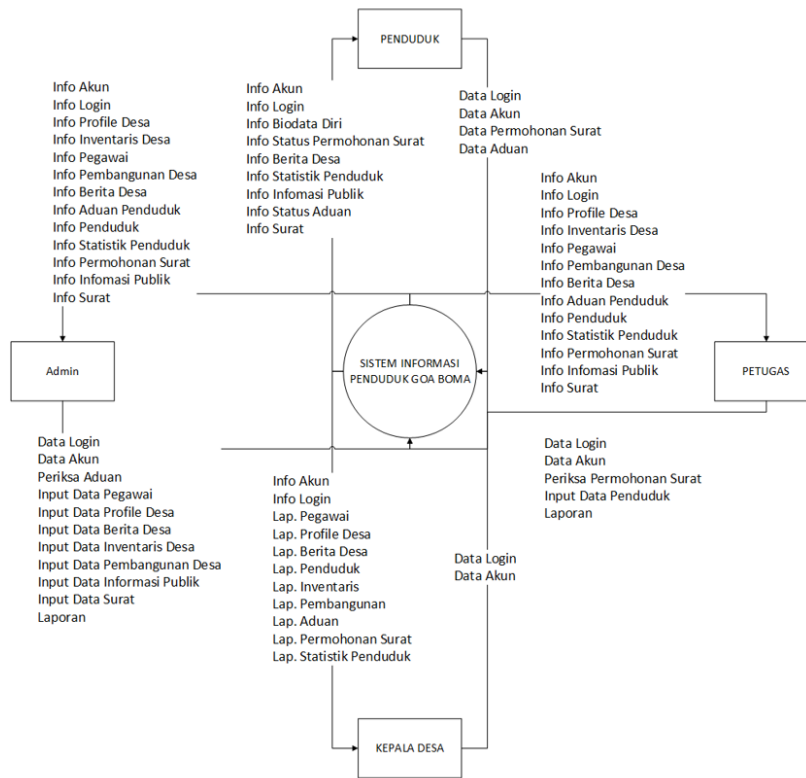 PENDUDUK
Info Akun
Info Login
Info Profile Desa
Info Inventaris Desa
Info Pegawai
Info Pembangunan Desa
Info Berita Desa
Info Aduan Penduduk
Info Penduduk
Info Statistik Penduduk
Info Permohonan Surat
Info Infomasi Publik
Info Surat
Info Akun
Info Login
Info Biodata Diri
Info Status Permohonan Surat
Info Berita Desa
Info Statistik Penduduk
Info Infomasi Publik
Info Status Aduan
Info Surat
Data Login
Data Akun
Data Permohonan Surat
Data Aduan
Info Akun
Info Login
Info Profile Desa
Info Inventaris Desa
Info Pegawai
Info Pembangunan Desa
Info Berita Desa
Info Aduan Penduduk
Info Penduduk
Info Statistik Penduduk
Info Permohonan Surat
Info Infomasi Publik
Info Surat
Admin
SISTEM INFORMASI
PENDUDUK GOA BOMA
PETUGAS
Data Login
Data Akun
Periksa Aduan
Input Data Pegawai
Input Data Profile Desa
Input Data Berita Desa
Input Data Inventaris Desa
Input Data Pembangunan Desa
Input Data Informasi Publik
Input Data Surat
Laporan
Info Akun
Info Login
Lap. Pegawai
Lap. Profile Desa
Lap. Berita Desa
Lap. Penduduk
Lap. Inventaris
Lap. Pembangunan
Lap. Aduan
Lap. Permohonan Surat
Lap. Statistik Penduduk
Data Login
Data Akun
Data Login
Data Akun
Periksa Permohonan Surat
Input Data Penduduk
Laporan
KEPALA DESA